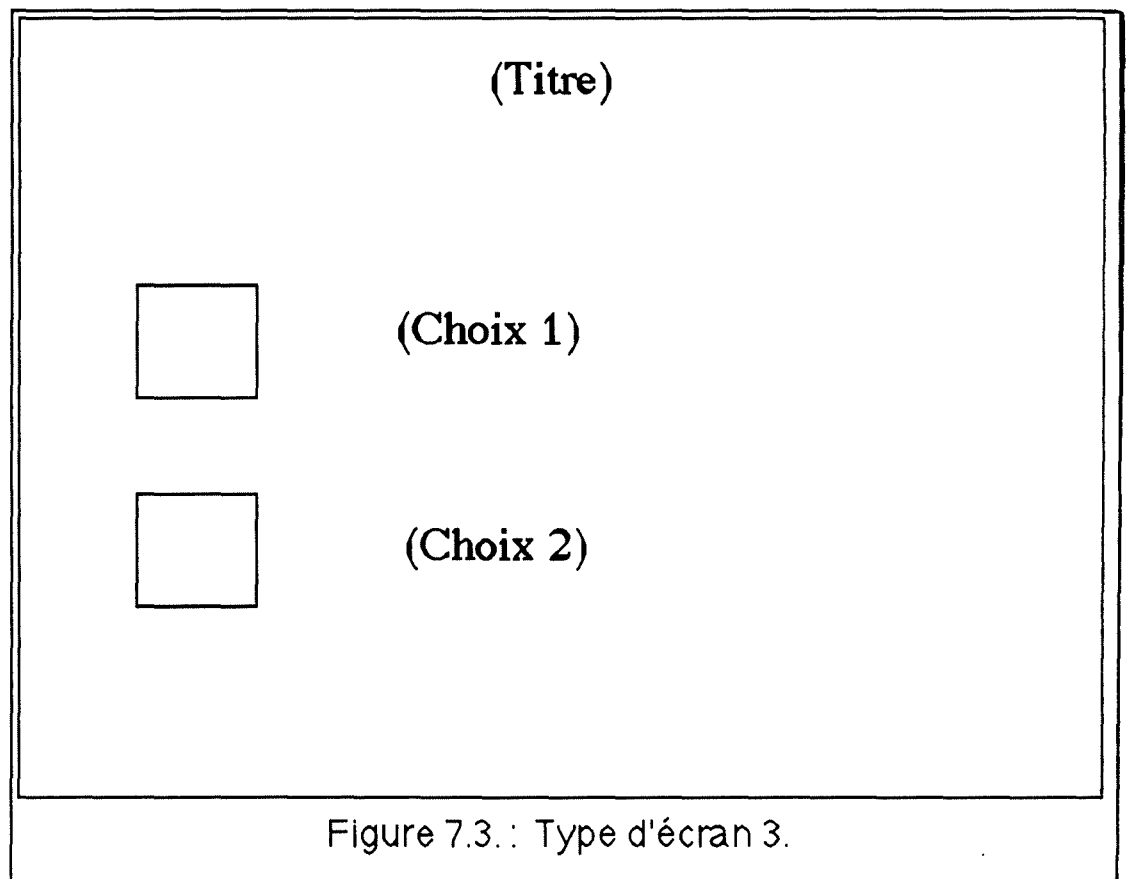 (Titre)
(Choix 1)
(Choix 2)
Figure 7.3. : Type d'écran 3.